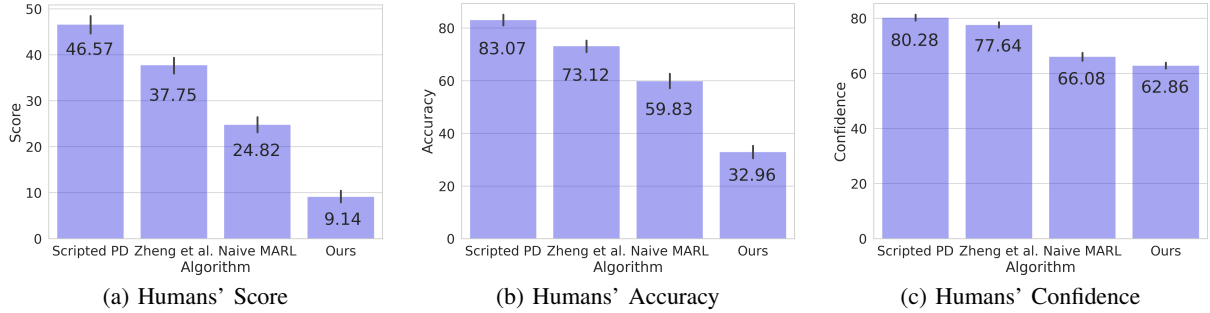 50
40
30
20
10
0
Score
46.57
37.75
24.82
9.14
Scripted PD Zheng et al. Naive MARL Ours
Algorithm
(a) Humans' Score
80
60
40
20
0
Accuracy
83.07
73.12
59.83
32.96
Scripted PD Zheng et al. Naive MARL Ours
Algorithm
(b) Humans' Accuracy
80
60
40
20
0
Confidence
80.28
77.64
66.08
62.86
Scripted PD Zheng et al. Naive MARL Ours
Algorithm
(c) Humans' Confidence